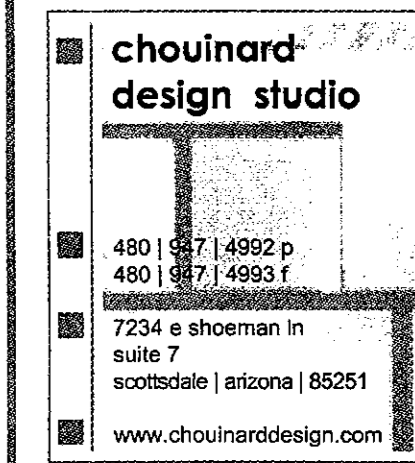 chouinard
design studio
480 | 947 | 4992 p
480 | 947 | 4993 f
7234 e shoeman ln
suite 7
scottsdale | arizona | 85251
www.chouinarddesign.com